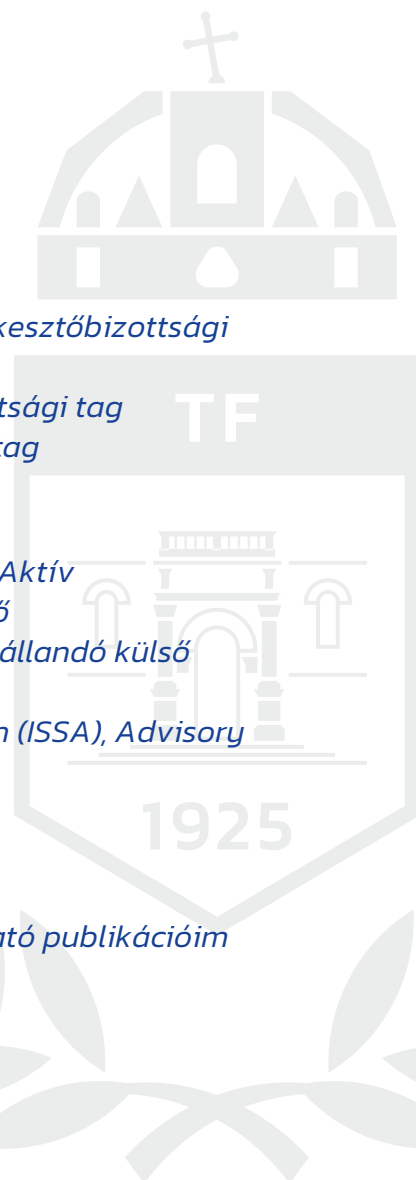 kesztőbizottsági
tsági tag
TF
tag
Aktív
ő
állandó külső
n (ISSA), Advisory
1925
ató publikációim